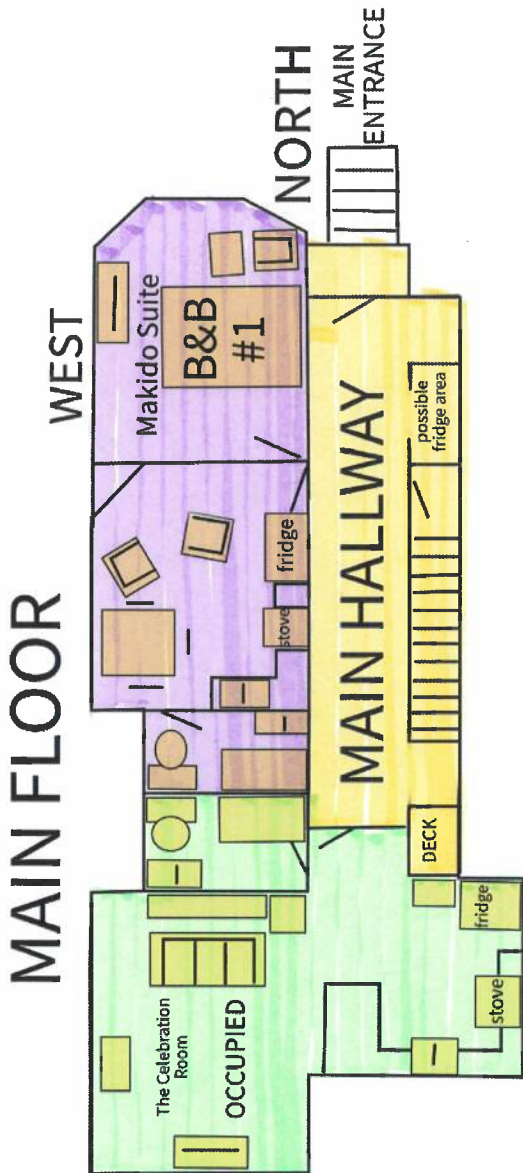 MAIN FLOOR
WEST
NORTH
MAIN
ENTRANCE
Makido Suite
B&B
#1
fridge
stove
MAIN HALLWAY
possible
fridge area
DECK
The Celebration
Room
OCCUPIED
fridge
stove